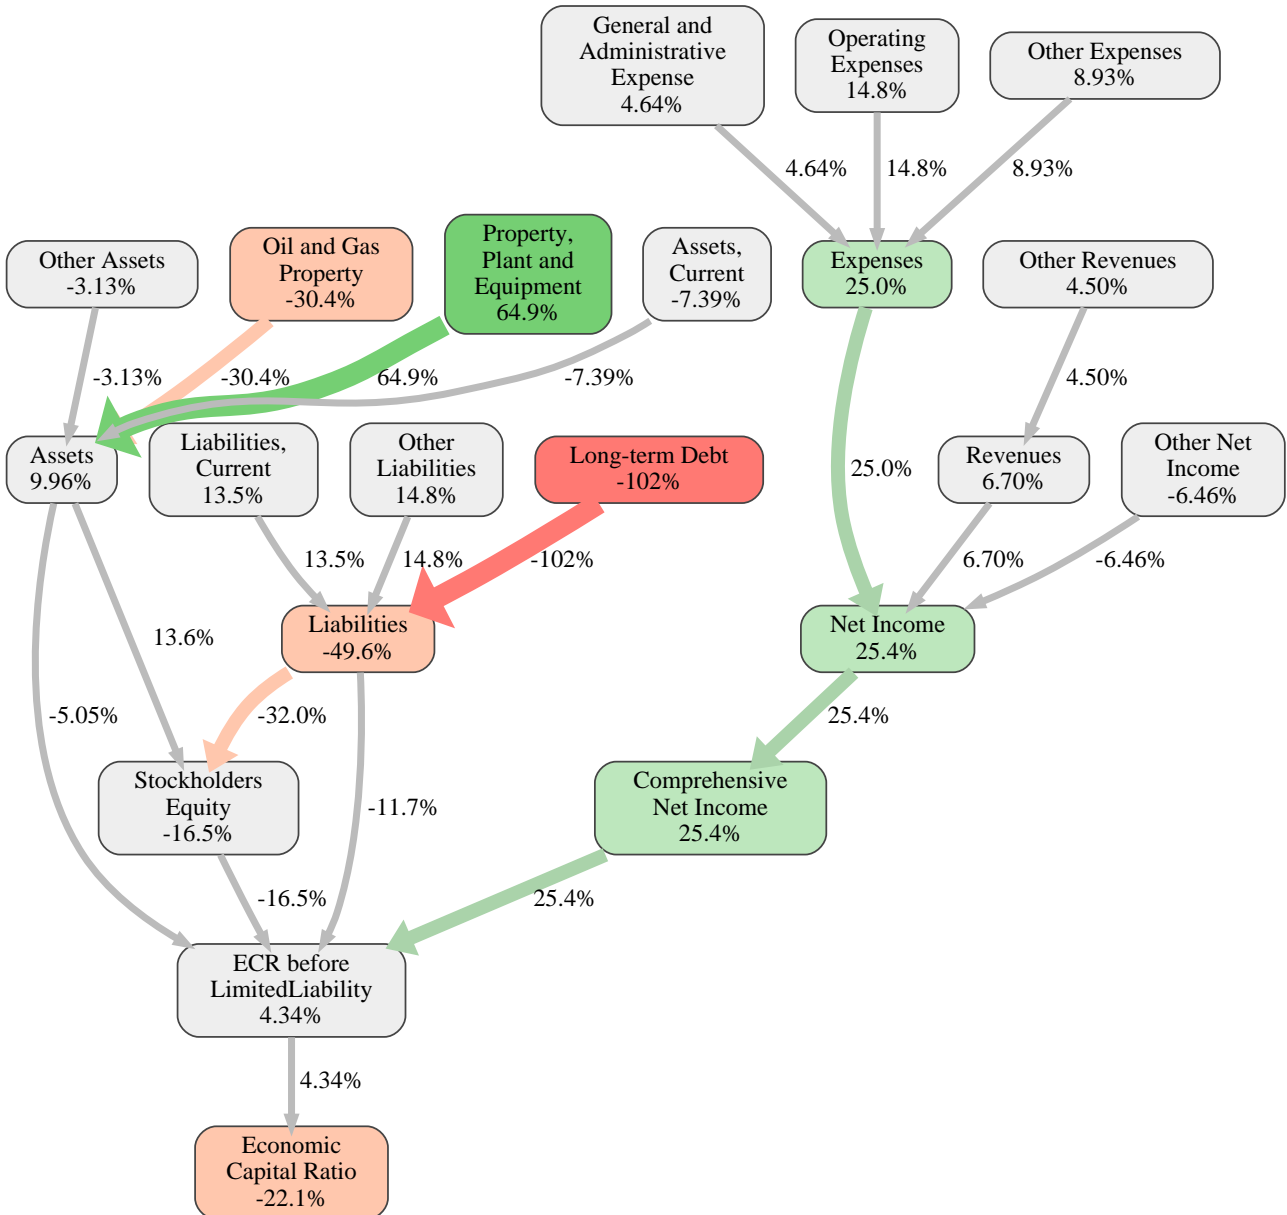 General and
Administrative
Expense
4.64%
Operating
Expenses
14.8%
Other Expenses
8.93%
4.64%
14.8%
8.93%
Other Assets
-3.13%
Oil and Gas
Property
-30.4%
Property,
Plant and
Equipment
64.9%
Assets,
Current
-7.39%
Expenses
25.0%
Other Revenues
4.50%
-3.13%
-30.4%
64.9%
-7.39%
4.50%
Assets
9.96%
Liabilities,
Current
13.5%
Other
Liabilities
14.8%
Long-term Debt
-102%
25.0%
Revenues
6.70%
Other Net
Income
-6.46%
13.5%
14.8%
-102%
6.70%
-6.46%
13.6%
Liabilities
-49.6%
Net Income
25.4%
-5.05%
-32.0%
25.4%
Stockholders
Equity
-16.5%
-11.7%
Comprehensive
Net Income
25.4%
-16.5%
25.4%
ECR before
LimitedLiability
4.34%
4.34%
Economic
Capital Ratio
-22.1%